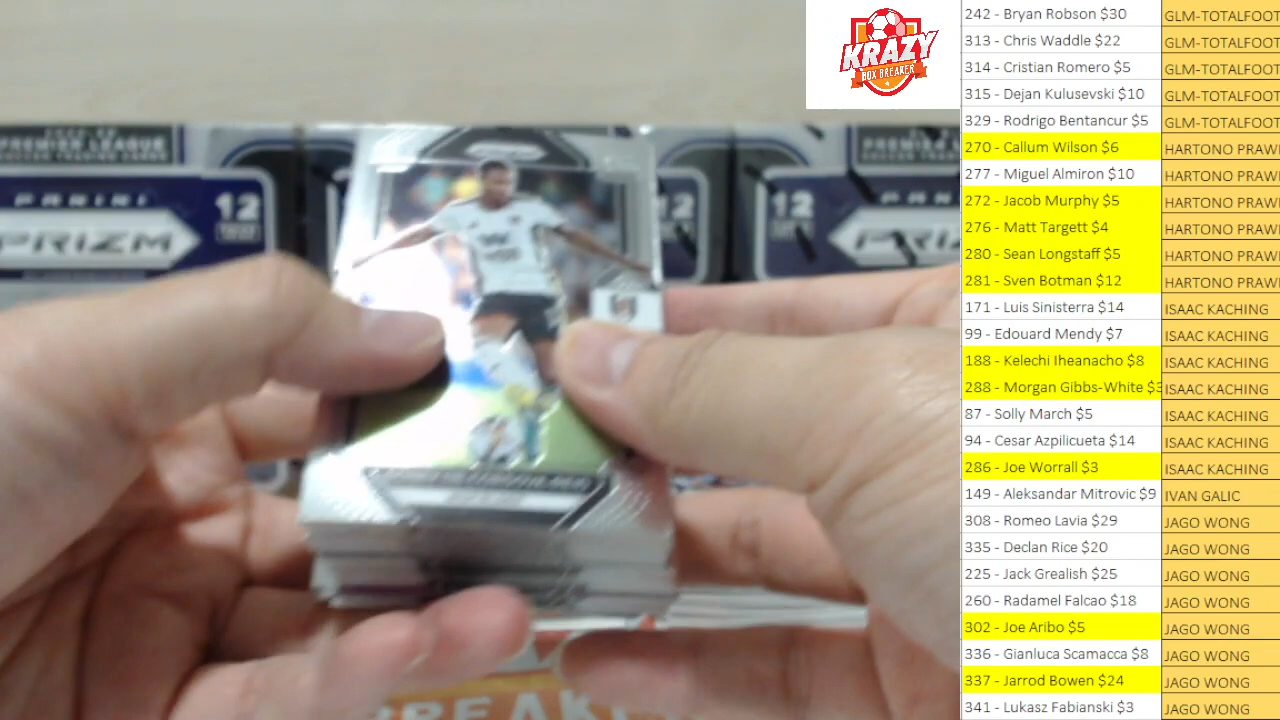 KRAZY
BOX BREAKER
242 - Bryan Robson $30 GLM-TOTALFOOT
313 - Chris Waddle $22 GLM-TOTALFOOT
314 - Cristian Romero $5 GLM-TOTALFOOT
315 - Dejan Kulusevski $10 GLM-TOTALFOOT
329 - Rodrigo Bentancur $5 GLM-TOTALFOOT
270 - Callum Wilson $6 HARTONO PRAWI
277 - Miguel Almiron $10 HARTONO PRAWI
272 - Jacob Murphy $5 HARTONO PRAWI
276 - Matt Targett $4 HARTONO PRAWI
280 - Sean Longstaff $5 HARTONO PRAWI
281 - Sven Botman $12 HARTONO PRAWI
171 - Luis Sinisterra $14 ISAAC KACHING
99 - Edouard Mendy $7 ISAAC KACHING
188 - Kelechi Iheanacho $8 ISAAC KACHING
288 - Morgan Gibbs-White $3 ISAAC KACHING
87 - Solly March $5 ISAAC KACHING
94 - Cesar Azpilicueta $14 ISAAC KACHING
286 - Joe Worrall $3 ISAAC KACHING
149 - Aleksandar Mitrovic $9 IVAN GALIC
308 - Romeo Lavia $29 JAGO WONG
335 - Declan Rice $20 JAGO WONG
225 - Jack Grealish $25 JAGO WONG
260 - Radamel Falcao $18 JAGO WONG
302 - Joe Aribo $5 JAGO WONG
336 - Gianluca Scamacca $8 JAGO WONG
337 - Jarrod Bowen $24 JAGO WONG
341 - Lukasz Fabianski $3 JAGO WONG
PREMIER LEAGUE
SOCCER TRADING CARDS
PANINI
PRIZM
12
12
12
PRIZ
BREAKE